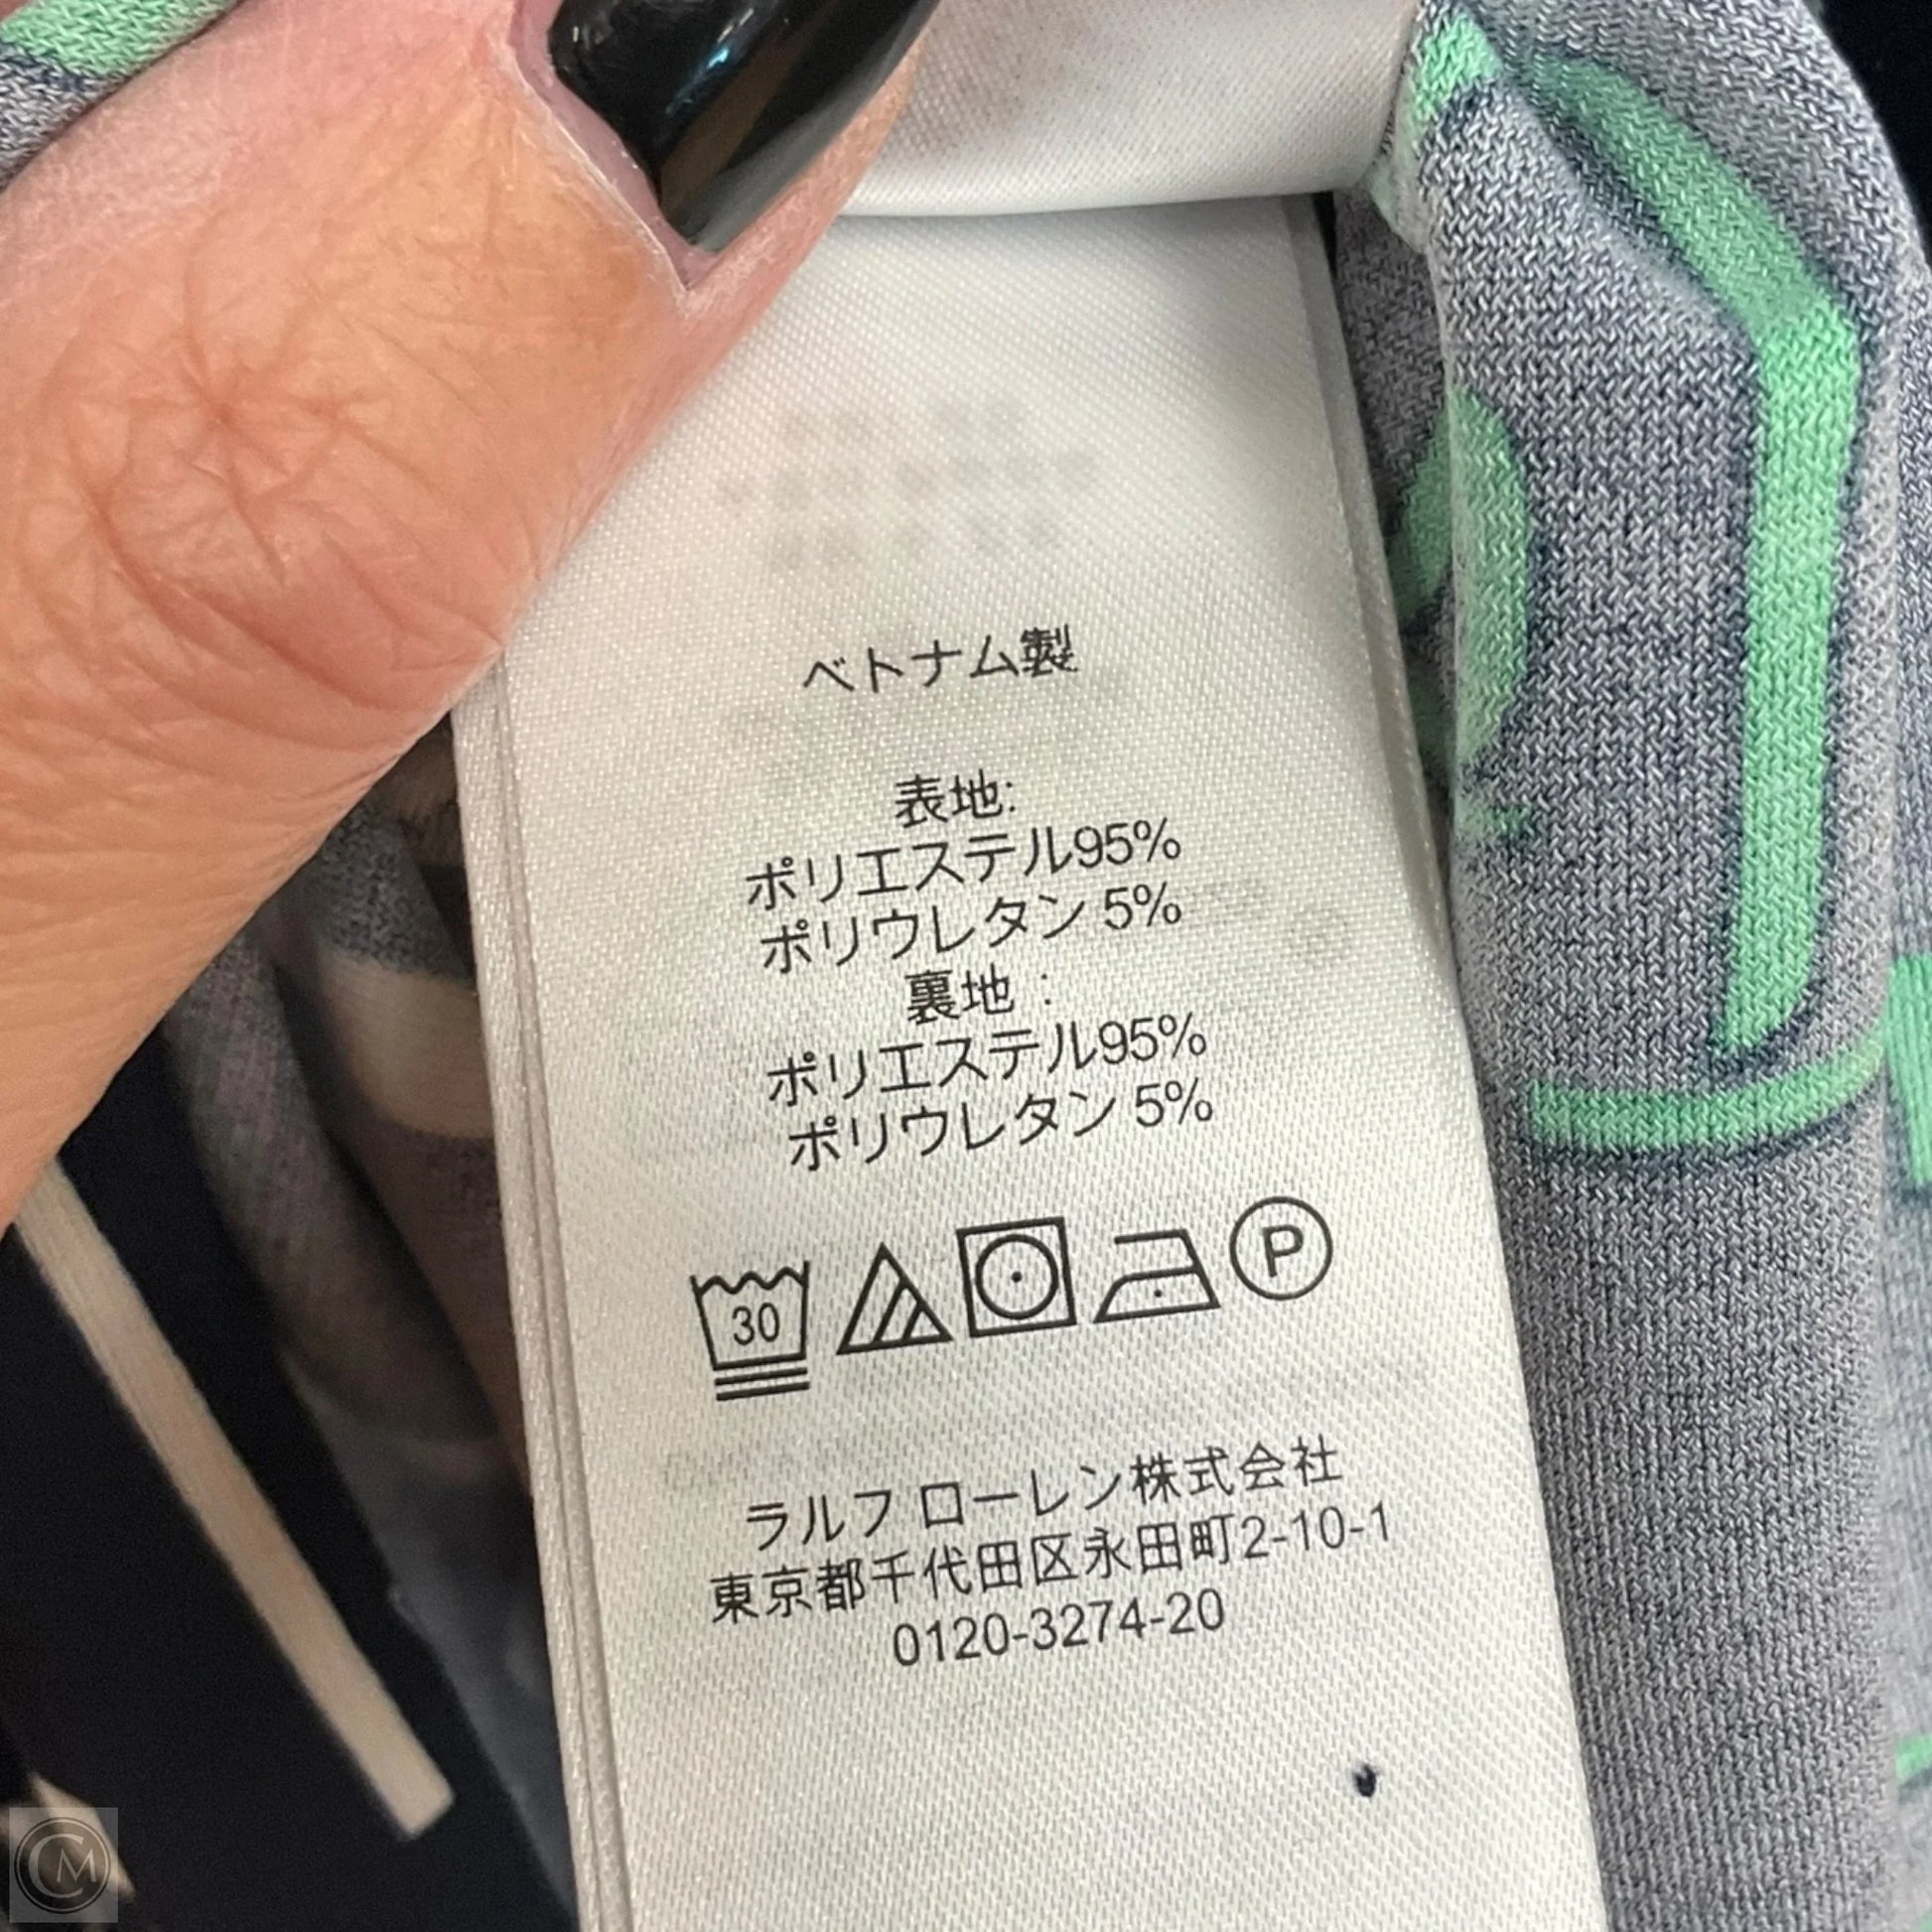 ベトナム製
表地:
ポリエステル95%
ポリウレタン 5%
裏地 :
ポリエステル95%
ポリウレタン 5%
30
P
ラルフ ローレン株式会社
東京都千代田区永田町2-10-1
0120-3274-20
CM